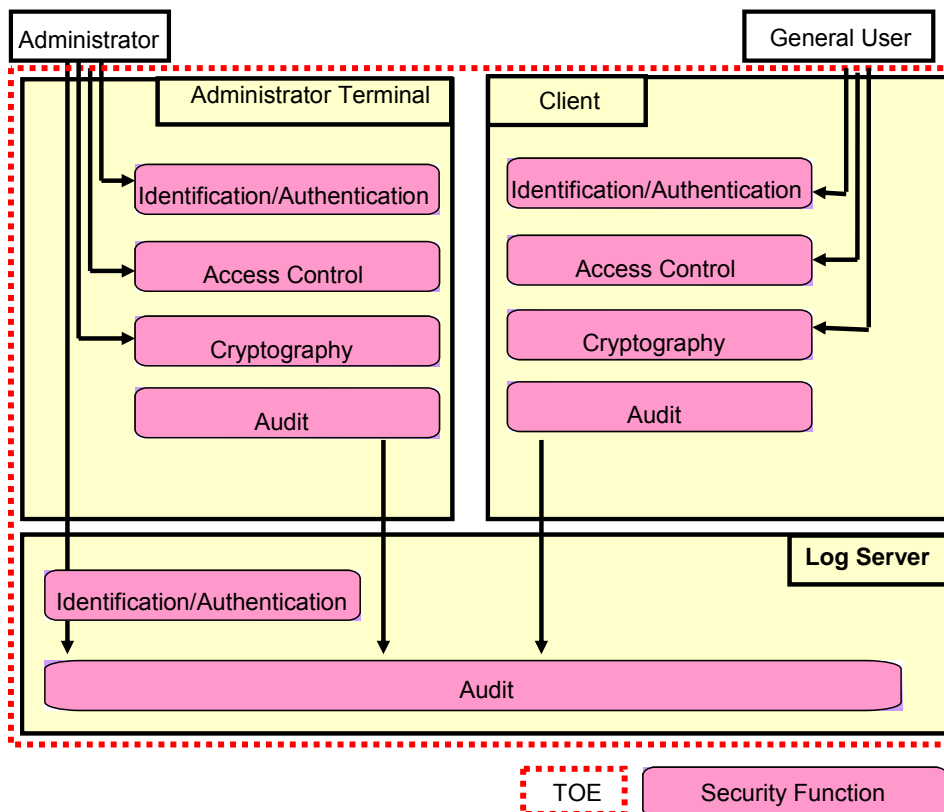 Administrator
General User
Administrator Terminal
Identification/Authentication
Access Control
Cryptography
Audit
Client
Identification/Authentication
Access Control
Cryptography
Audit
Log Server
Identification/Authentication
Audit
TOE
Security Function